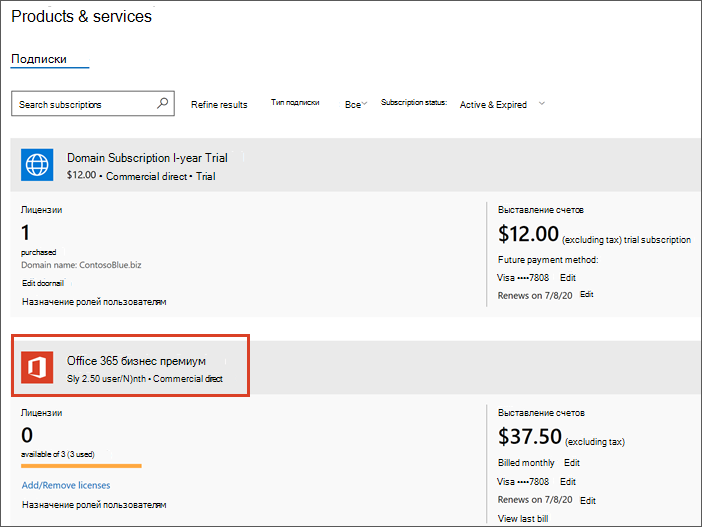 Products & services
Подписки
Search subscriptions Refine results Тип подписки Все Subscription status: Active & Expired
Domain Subscription I-year Trial
$12.00 • Commercial direct • Trial
Лицензии
1
purchased
Domain name: ContosoBlue.biz
Edit doornail
Назначение ролей пользователям
Выставление счетов
$12.00 (excluding tax) trial subscription
Future payment method:
Visa ••••7808 Edit
Renews on 7/8/20 Edit
Office 365 бизнес премиум
Sly 2.50 user/N)nth • Commercial direct
Лицензии
0
available of 3 (3 used)
Add/Remove licenses
Назначение ролей пользователям
Выставление счетов
$37.50 (excluding tax)
Billed monthly Edit
Visa ••••7808 Edit
Renews on 7/8/20 Edit
View last bill